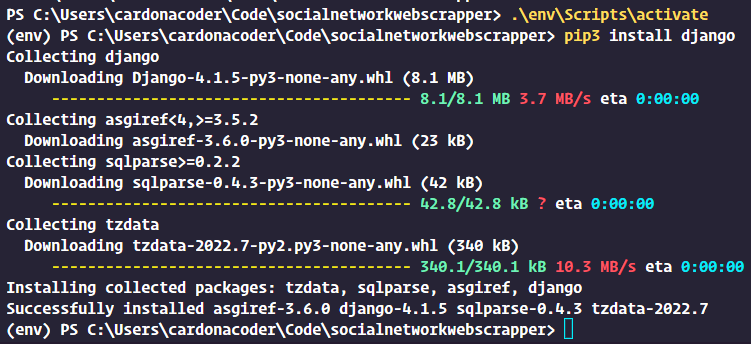 PS C:\Users\cardonacoder\Code\socialnetworkwebscrapper> .\env\Scripts\activate
(env) PS C:\Users\cardonacoder\Code\socialnetworkwebscrapper> pip3 install django
Collecting django
  Downloading Django-4.1.5-py3-none-any.whl (8.1 MB)
     ---------------------------------------- 8.1/8.1 MB 3.7 MB/s eta 0:00:00
Collecting asgiref<4,>=3.5.2
  Downloading asgiref-3.6.0-py3-none-any.whl (23 kB)
Collecting sqlparse>=0.2.2
  Downloading sqlparse-0.4.3-py3-none-any.whl (42 kB)
     ---------------------------------------- 42.8/42.8 kB ? eta 0:00:00
Collecting tzdata
  Downloading tzdata-2022.7-py2.py3-none-any.whl (340 kB)
     ---------------------------------------- 340.1/340.1 kB 10.3 MB/s eta 0:00:00
Installing collected packages: tzdata, sqlparse, asgiref, django
Successfully installed asgiref-3.6.0 django-4.1.5 sqlparse-0.4.3 tzdata-2022.7
(env) PS C:\Users\cardonacoder\Code\socialnetworkwebscrapper>